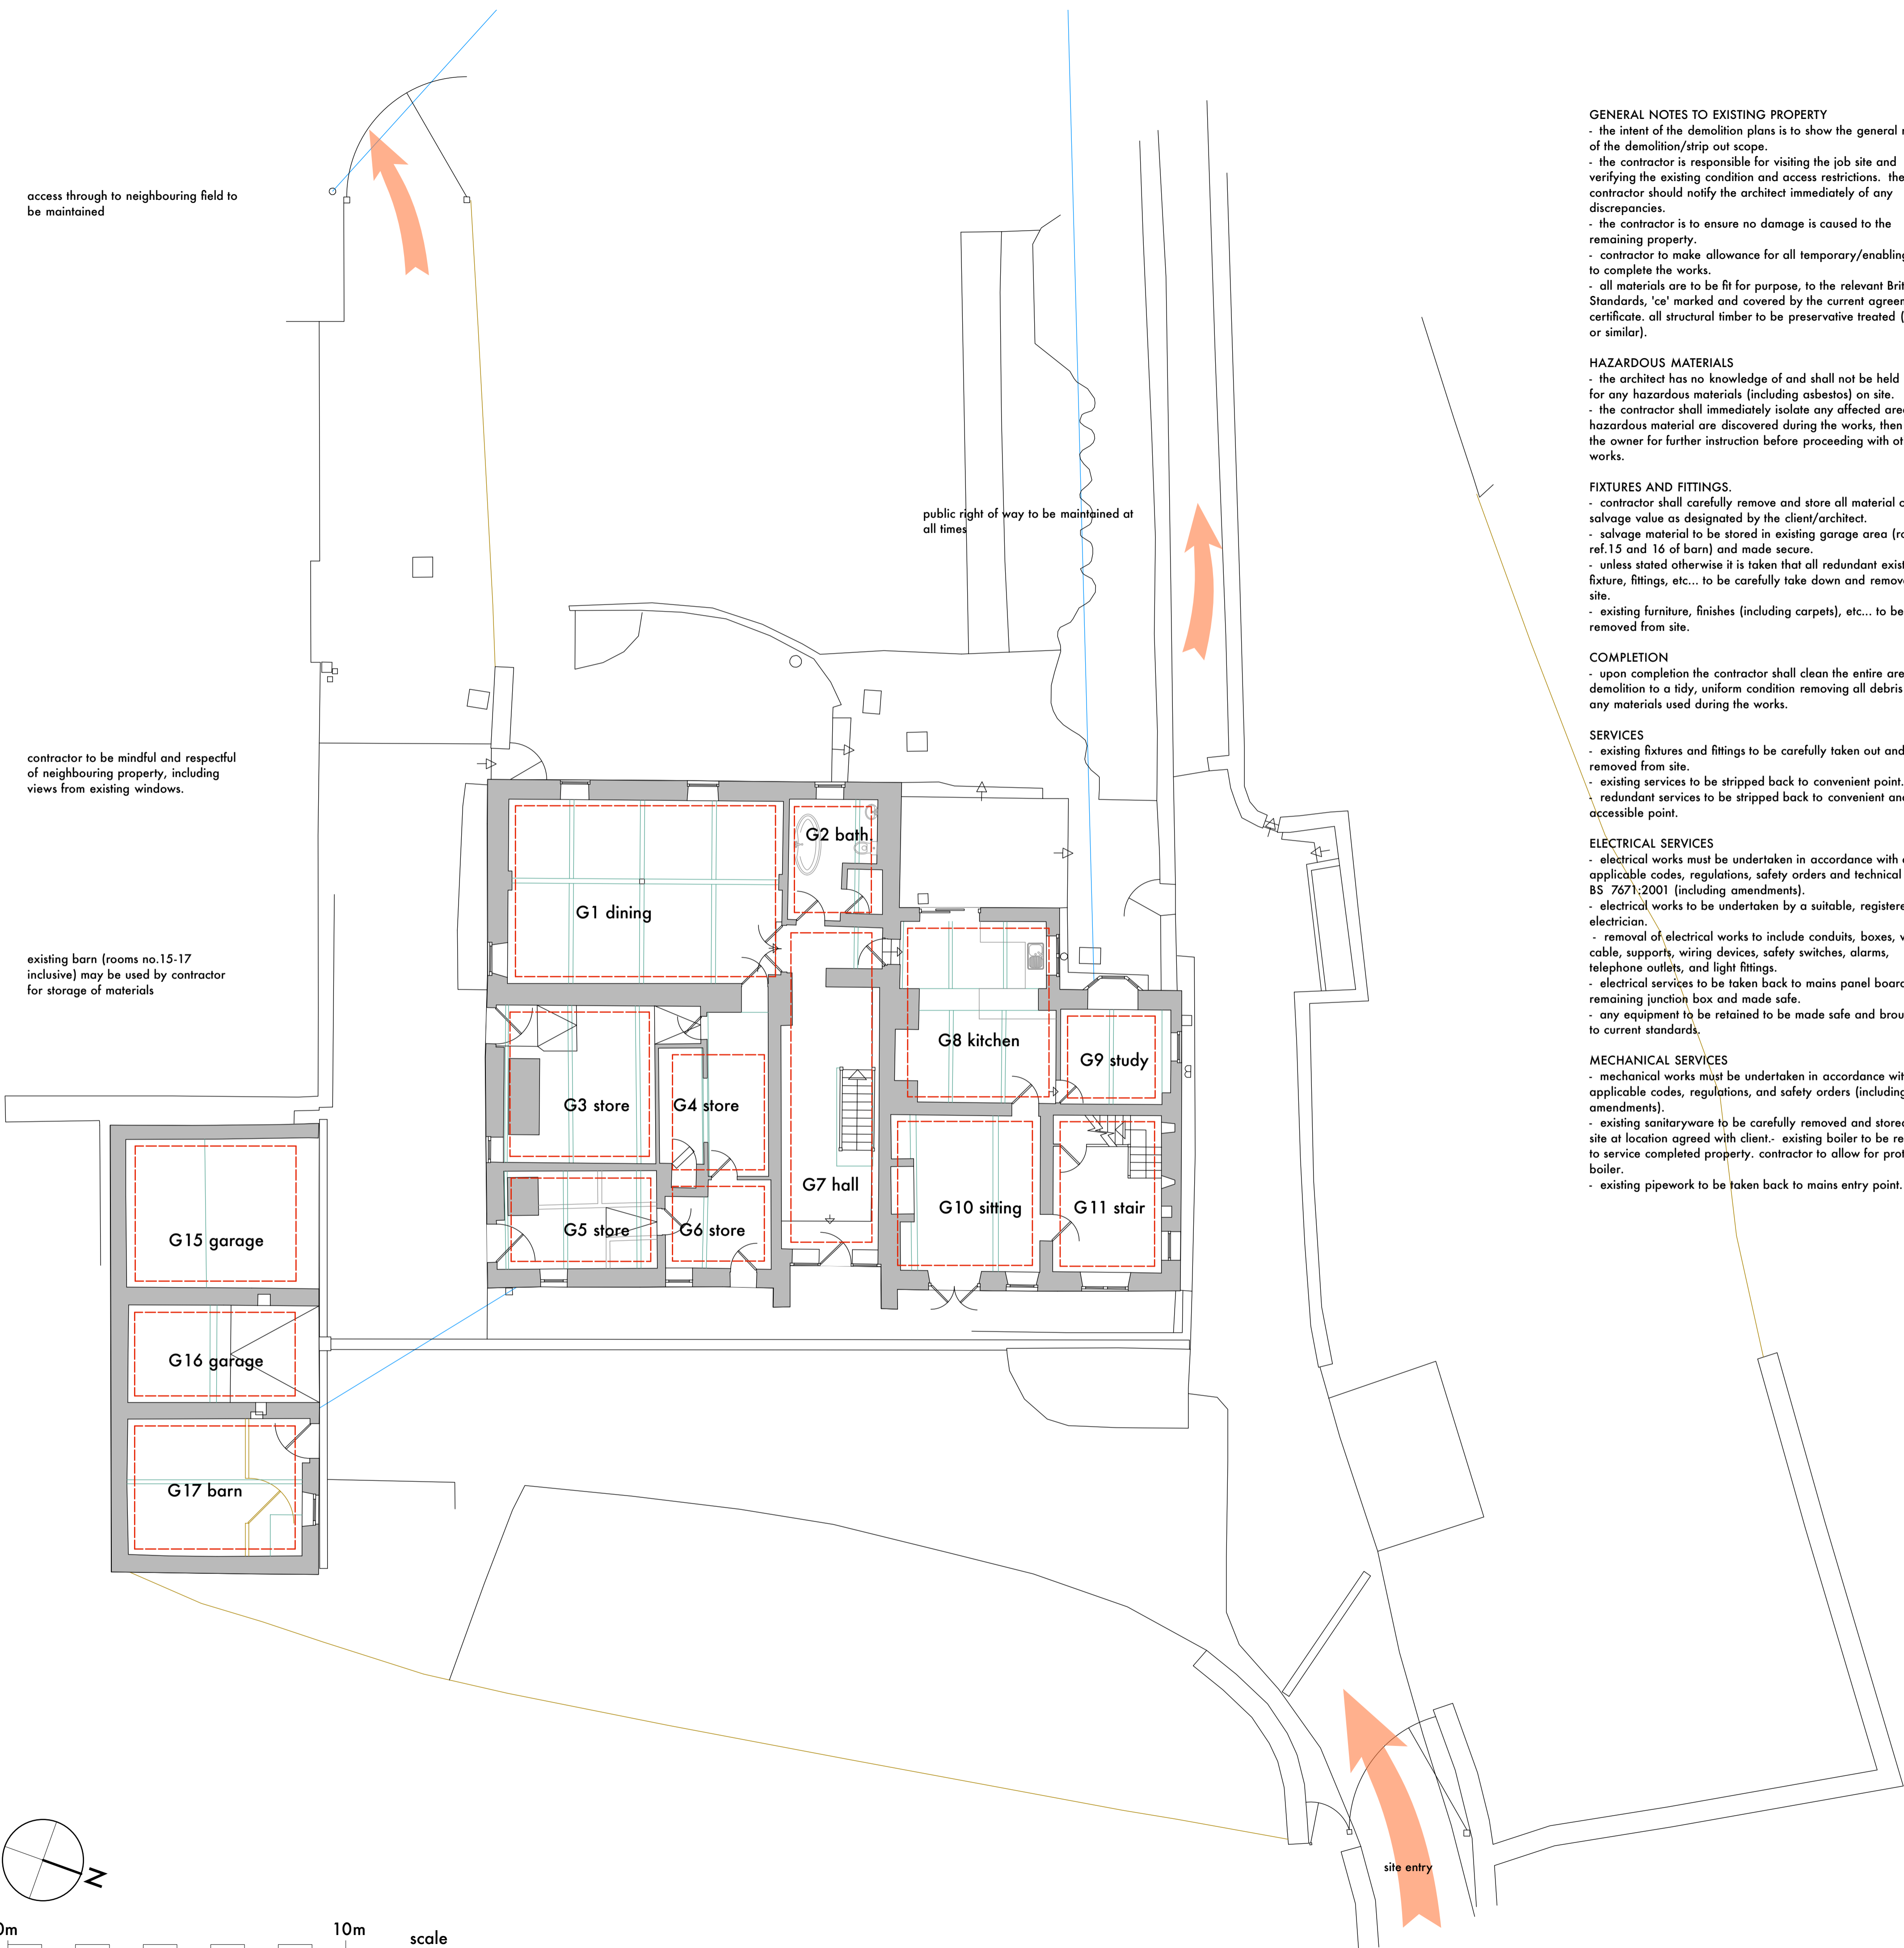 access through to neighbouring field to
be maintained
public right of way to be maintained at
all times
contractor to be mindful and respectful
of neighbouring property, including
views from existing windows.
existing barn (rooms no.15-17
inclusive) may be used by contractor
for storage of materials
G1 dining
G2 bath.
G3 store
G4 store
G5 store
G6 store
G7 hall
G8 kitchen
G9 study
G10 sitting
G11 stair
G15 garage
G16 garage
G17 barn
site entry
N
0m
10m
scale
GENERAL NOTES TO EXISTING PROPERTY
- the intent of the demolition plans is to show the general
of the demolition/strip out scope.
- the contractor is responsible for visiting the job site and
verifying the existing condition and access restrictions. the
contractor should notify the architect immediately of any
discrepancies.
- the contractor is to ensure no damage is caused to the
remaining property.
- contractor to make allowance for all temporary/enabling
to complete the works.
- all materials are to be fit for purpose, to the relevant Brit
Standards, 'ce' marked and covered by the current agrem
certificate. all structural timber to be preservative treated (
or similar).
HAZARDOUS MATERIALS
- the architect has no knowledge of and shall not be held
for any hazardous materials (including asbestos) on site.
- the contractor shall immediately isolate any affected are
hazardous material are discovered during the works, then
the owner for further instruction before proceeding with ot
works.
FIXTURES AND FITTINGS.
- contractor shall carefully remove and store all material o
salvage value as designated by the client/architect.
- salvage material to be stored in existing garage area (ro
ref.15 and 16 of barn) and made secure.
- unless stated otherwise it is taken that all redundant exist
fixture, fittings, etc... to be carefully take down and remov
site.
- existing furniture, finishes (including carpets), etc... to be
removed from site.
COMPLETION
- upon completion the contractor shall clean the entire are
demolition to a tidy, uniform condition removing all debris
any materials used during the works.
SERVICES
- existing fixtures and fittings to be carefully taken out and
removed from site.
- existing services to be stripped back to convenient point.
- redundant services to be stripped back to convenient an
accessible point.
ELECTRICAL SERVICES
- electrical works must be undertaken in accordance with
applicable codes, regulations, safety orders and technical
BS 7671:2001 (including amendments).
- electrical works to be undertaken by a suitable, registere
electrician.
- removal of electrical works to include conduits, boxes, w
cable, supports, wiring devices, safety switches, alarms,
telephone outlets, and light fittings.
- electrical services to be taken back to mains panel board
remaining junction box and made safe.
- any equipment to be retained to be made safe and brou
to current standards.
MECHANICAL SERVICES
- mechanical works must be undertaken in accordance wit
applicable codes, regulations, and safety orders (including
amendments).
- existing sanitaryware to be carefully removed and stored
site at location agreed with client.- existing boiler to be re
to service completed property. contractor to allow for prot
boiler.
- existing pipework to be taken back to mains entry point.